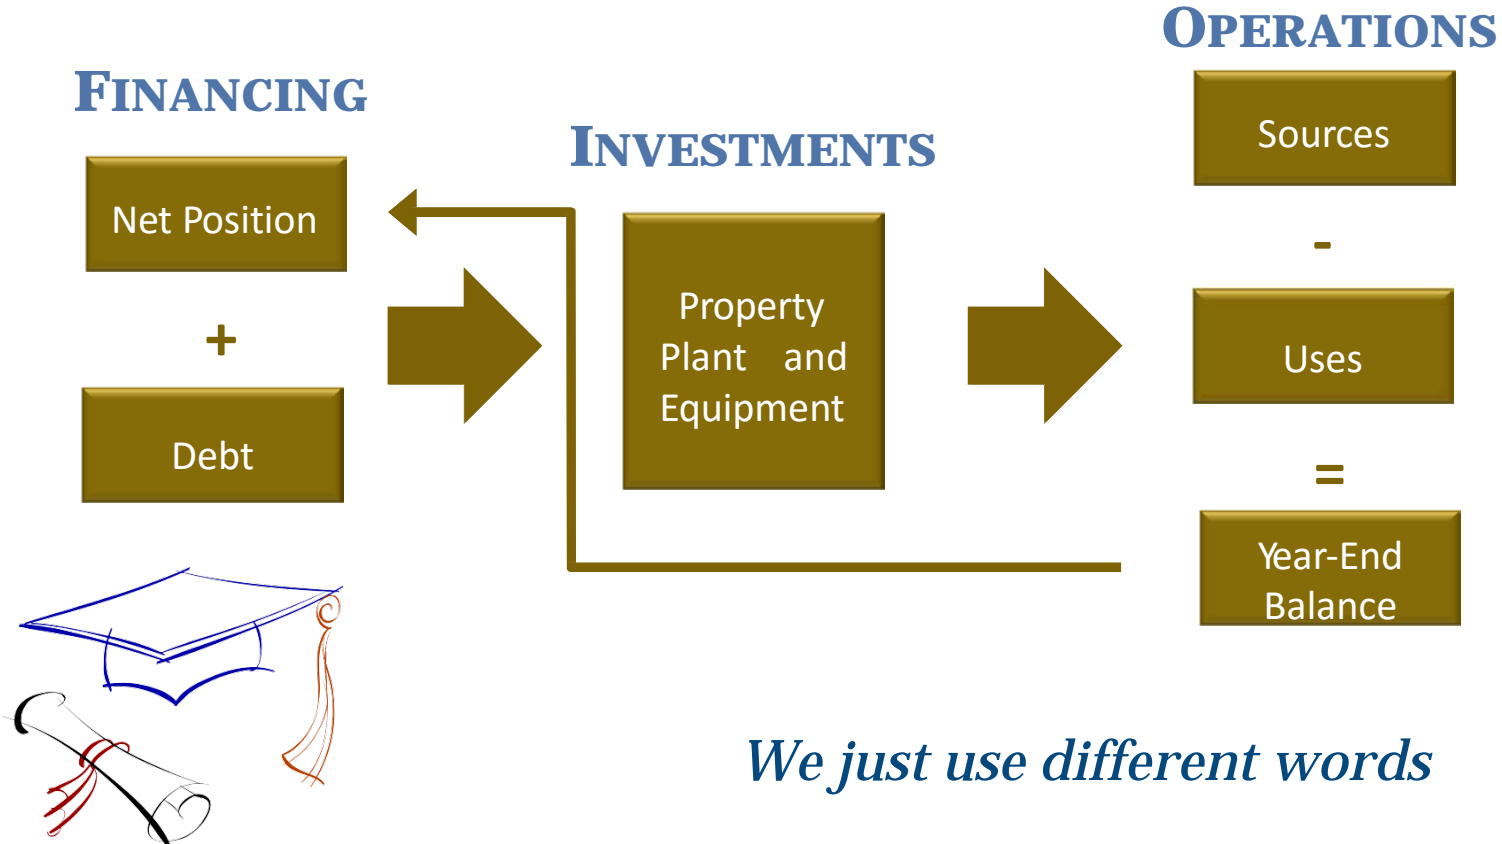 FINANCING
Net Position
+
Debt
INVESTMENTS
Property
Plant and
Equipment
OPERATIONS
Sources
-
Uses
=
Year-End
Balance
We just use different words